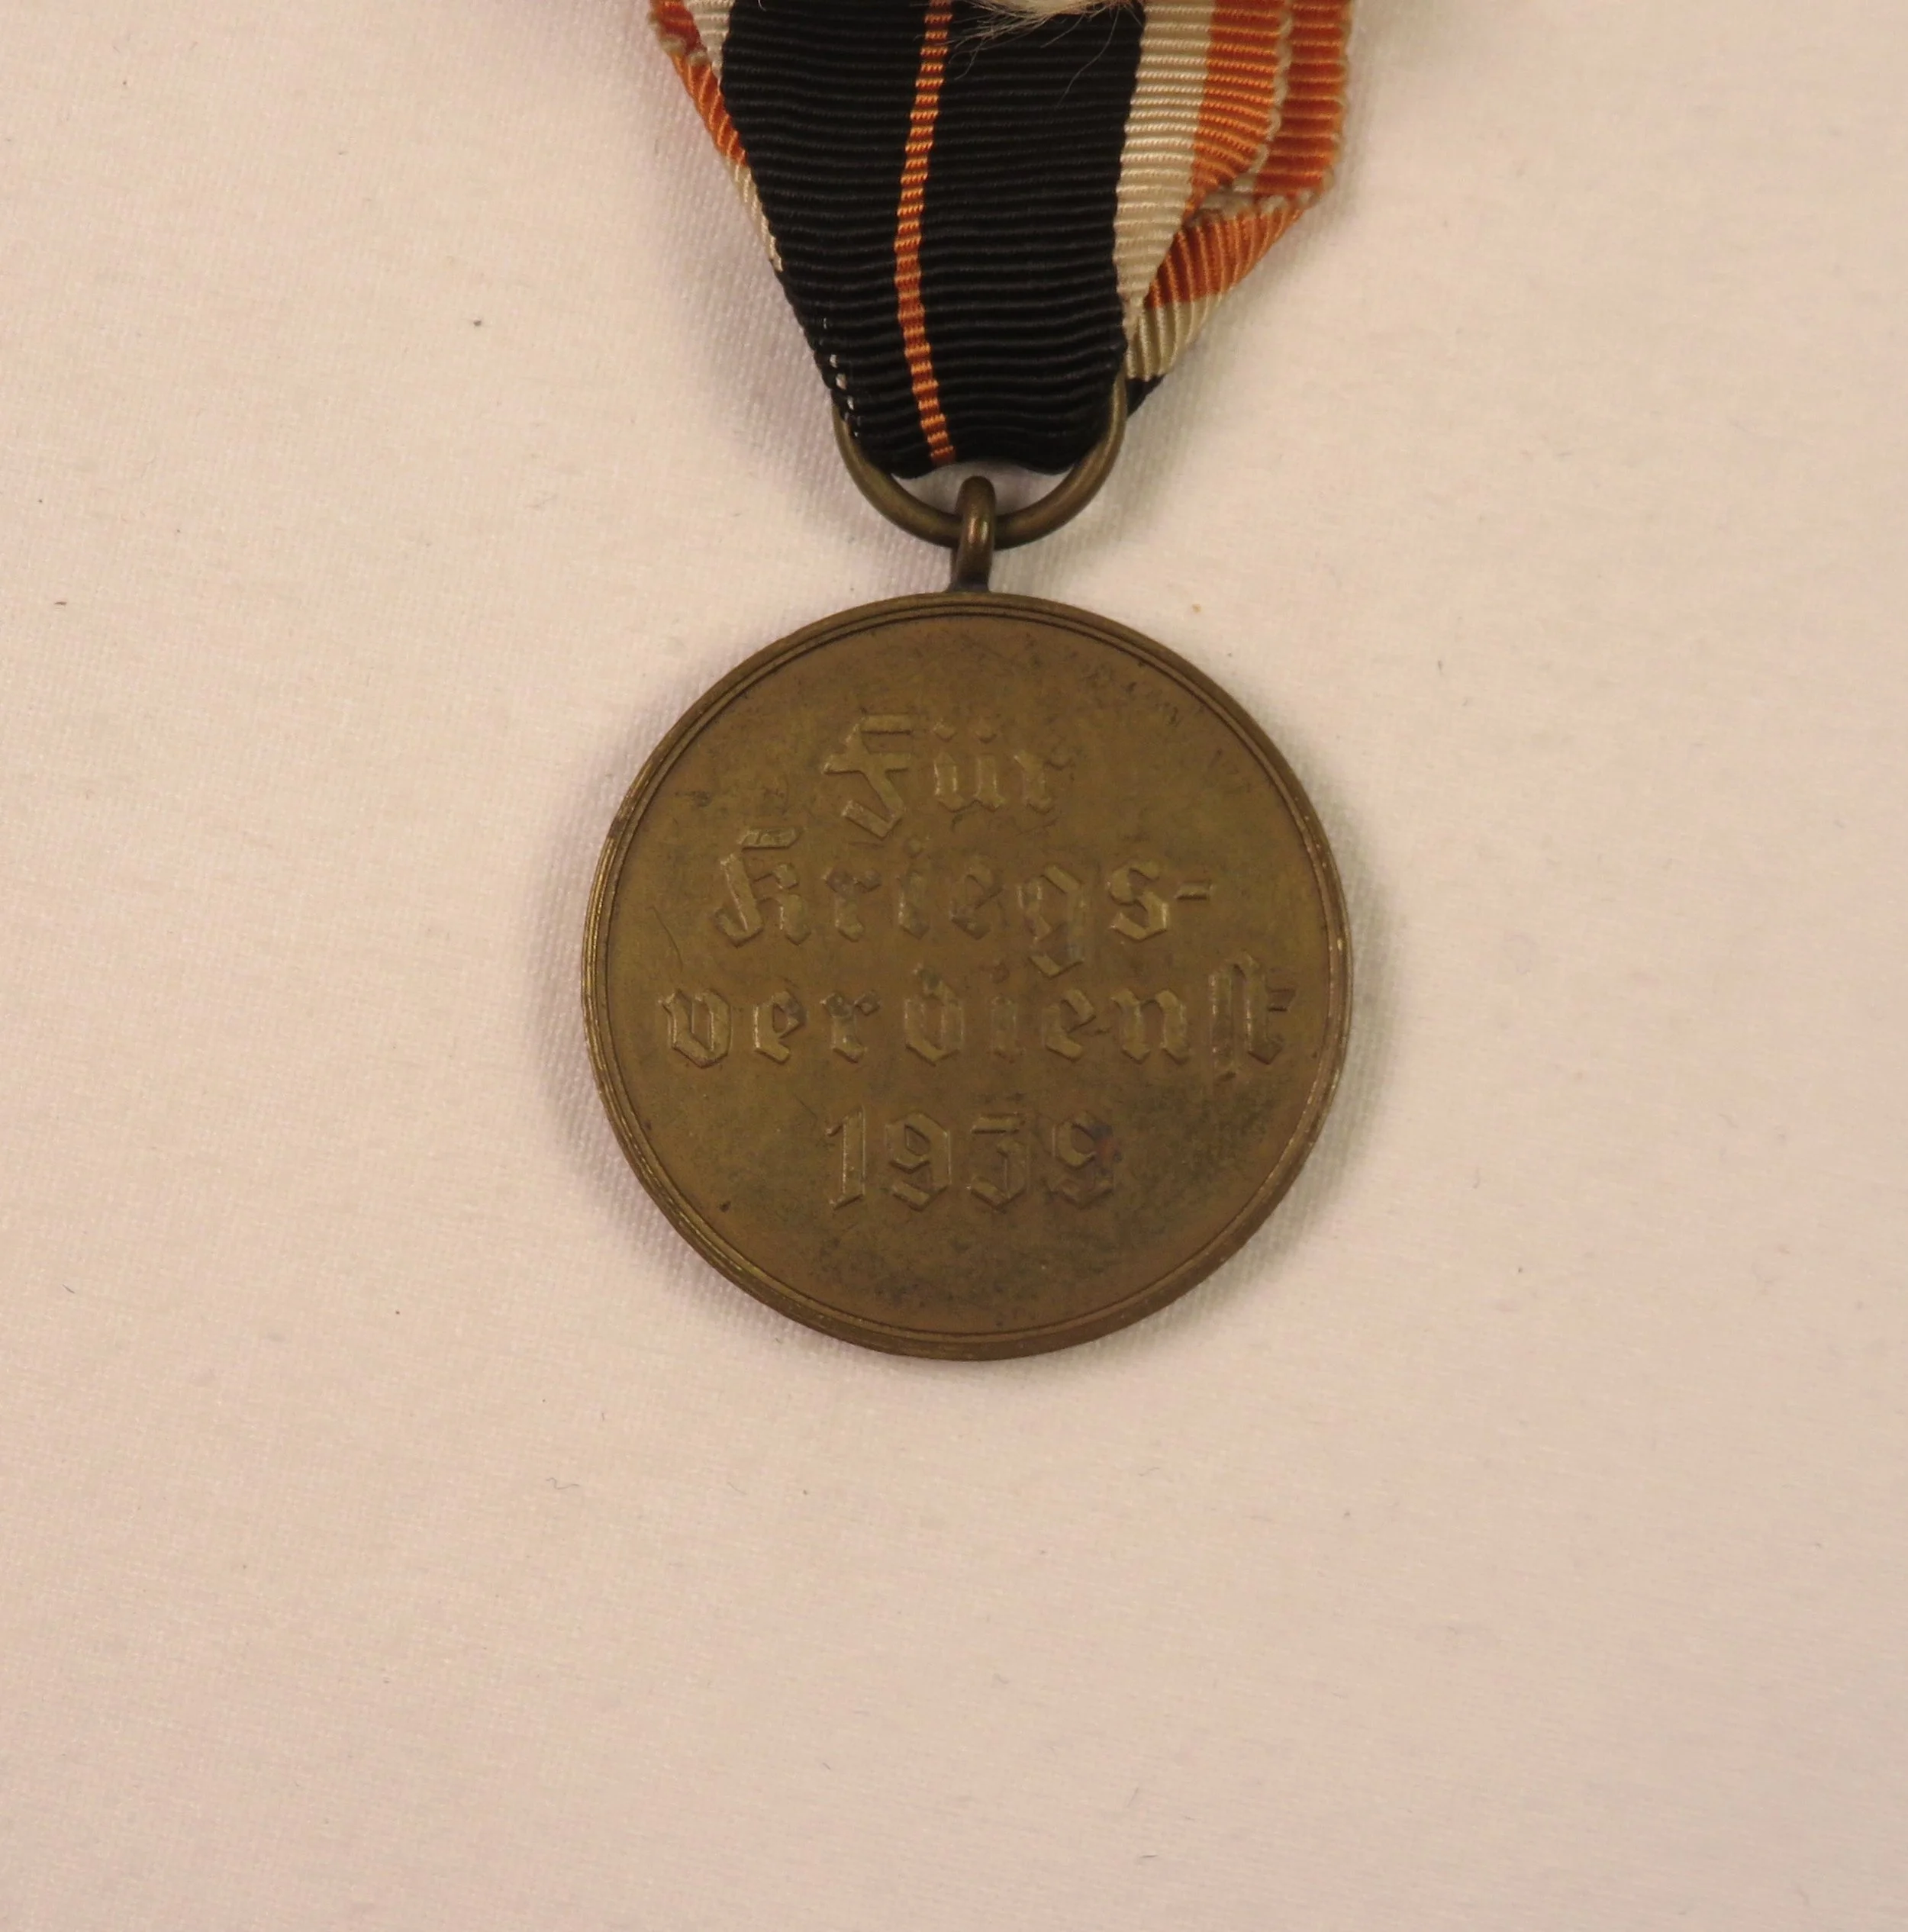 Für
Kriegs-
verdienst
1939